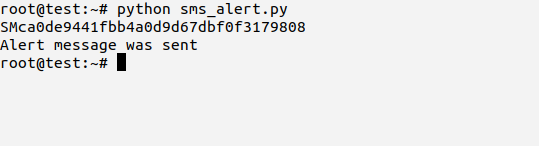 root@test:~# python sms_alert.py
SMca0de9441fbb4a0d9d67dbf0f3179808
Alert message was sent
root@test:~#